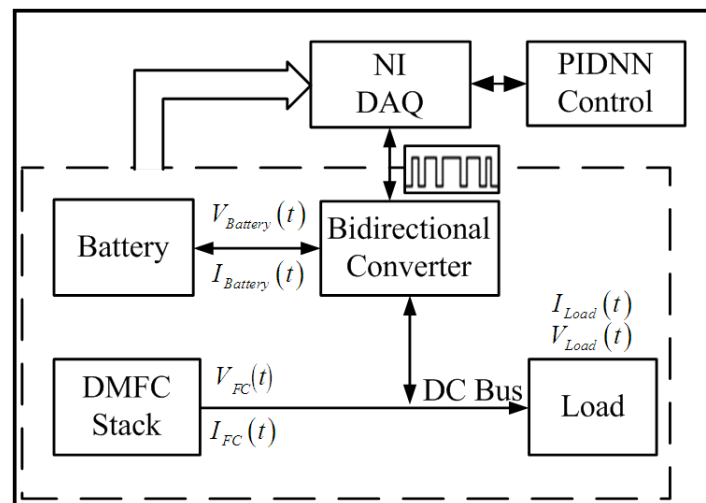 NI
DAQ
PIDNN
Control
Battery
V_Battery(t)
I_Battery(t)
Bidirectional
Converter
I_Load(t)
V_Load(t)
DMFC
Stack
V_FC(t)
I_FC(t)
DC Bus
Load